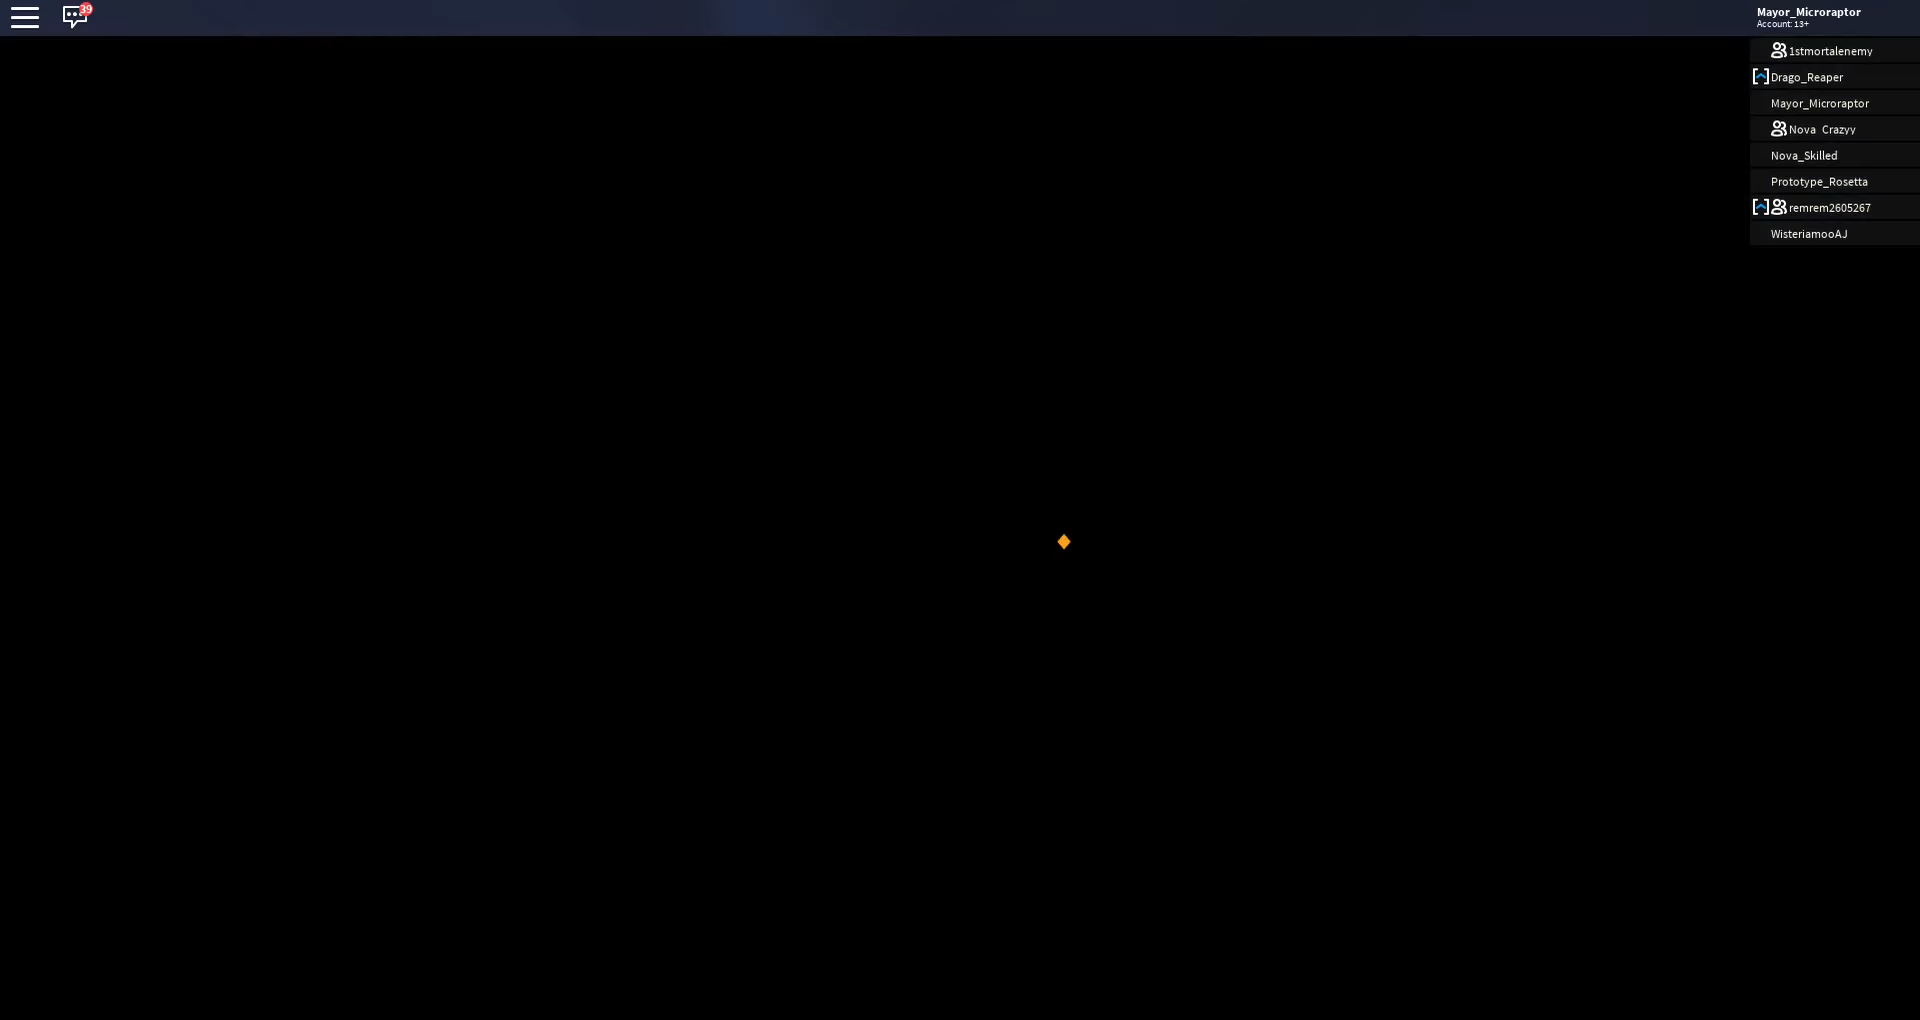 39
Mayor_Microraptor
Account: 13+
1stmortalenemy
Drago_Reaper
Mayor_Microraptor
Nova_Crazyy
Nova_Skilled
Prototype_Rosetta
remrem2605267
WisteriamooAJ